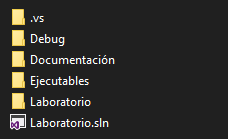 .vs
Debug
Documentación
Ejecutables
Laboratorio
Laboratorio.sln